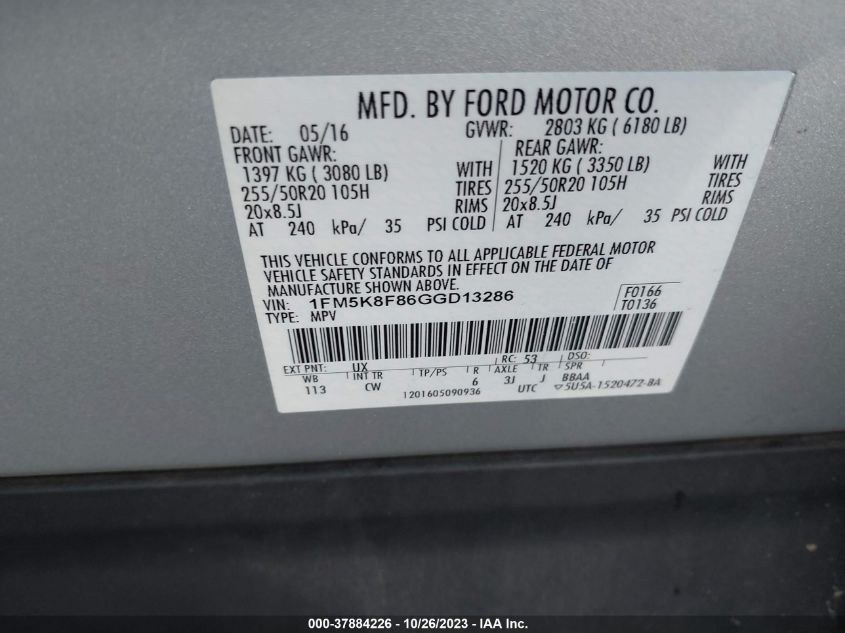 MFD. BY FORD MOTOR CO.
DATE: 05/16 GVWR: 2803 KG ( 6180 LB)
FRONT GAWR: REAR GAWR:
1397 KG ( 3080 LB) WITH 1520 KG ( 3350 LB) WITH
255/50R20 105H TIRES 255/50R20 105H TIRES
20x8.5J RIMS 20x8.5J RIMS
AT 240 kPa/ 35 PSI COLD AT 240 kPa/ 35 PSI COLD
THIS VEHICLE CONFORMS TO ALL APPLICABLE FEDERAL MOTOR
VEHICLE SAFETY STANDARDS IN EFFECT ON THE DATE OF
MANUFACTURE SHOWN ABOVE.
VIN: 1FM5K8F86GGD13286 F0166
TYPE: MPV T0136
EXT PNT: UX RC: 53 DSO:
WB INT TR TP/PS R AXLE TR SPR
113 CW 6 3J J BBAA
1201605090936 UTC ▽5U5A-1520472-BA
000-37884226 - 10/26/2023 - IAA Inc.